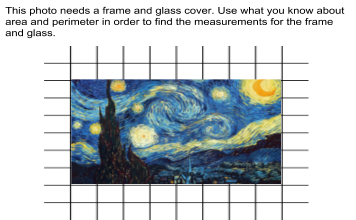 This photo needs a frame and glass cover. Use what you know about
area and perimeter in order to find the measurements for the frame
and glass.